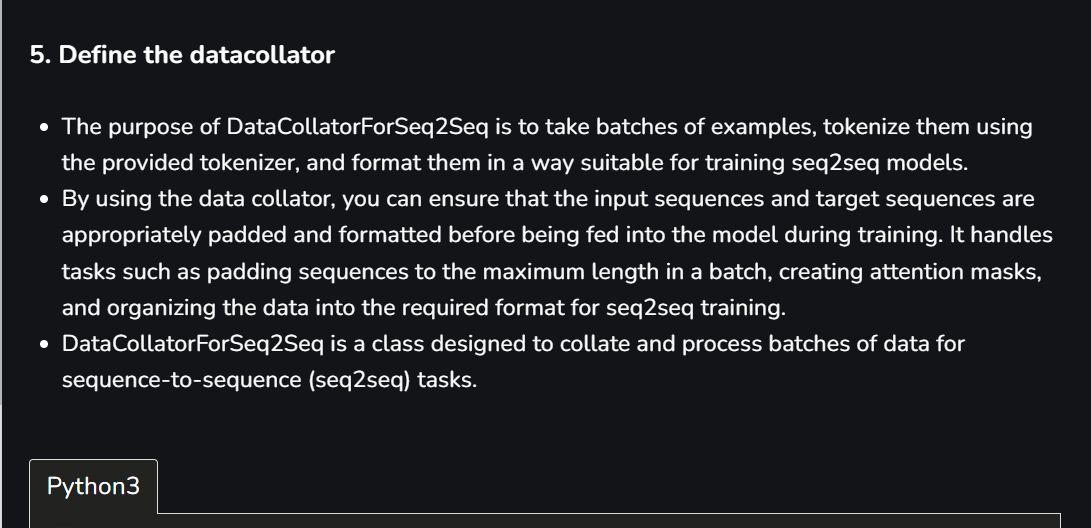 5. Define the datacollator
• The purpose of DataCollatorForSeq2Seq is to take batches of examples, tokenize them using
the provided tokenizer, and format them in a way suitable for training seq2seq models.
• By using the data collator, you can ensure that the input sequences and target sequences are
appropriately padded and formatted before being fed into the model during training. It handles
tasks such as padding sequences to the maximum length in a batch, creating attention masks,
and organizing the data into the required format for seq2seq training.
• DataCollatorForSeq2Seq is a class designed to collate and process batches of data for
sequence-to-sequence (seq2seq) tasks.
Python3